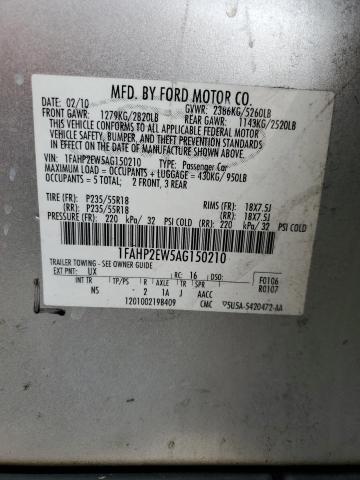 MFD. BY FORD MOTOR CO.
DATE: 02/10 GVWR: 2386KG/5260LB
FRONT GAWR: 1279KG/2820LB REAR GAWR: 1143KG/2520LB
THIS VEHICLE CONFORMS TO ALL APPLICABLE FEDERAL MOTOR
VEHICLE SAFETY, BUMPER, AND THEFT PREVENTION STANDARDS
IN EFFECT ON THE DATE OF MANUFACTURE SHOWN ABOVE.
VIN: 1FAHP2EW5AG150210 TYPE: Passenger Car
MAXIMUM LOAD = OCCUPANTS + LUGGAGE = 430KG/950LB
OCCUPANTS = 5 TOTAL; 2 FRONT, 3 REAR
TIRE (FR): P235/55R18 RIMS (FR): 18X7.5J
(RR): P235/55R18 (RR): 18X7.5J
PRESSURE (FR): 220 kPa/ 32 PSI COLD (RR): 220 kPa/ 32 PSI COLD
1FAHP2EW5AG150210
TRAILER TOWING - SEE OWNER GUIDE
EXT PNT: UX RC: 16 DSO: F0106
WB INT TR TP/PS R AXLE TR SPR R0107
N5 - 2 1A J AACC
120100219B409 CMC 5U5A-5420472-AA